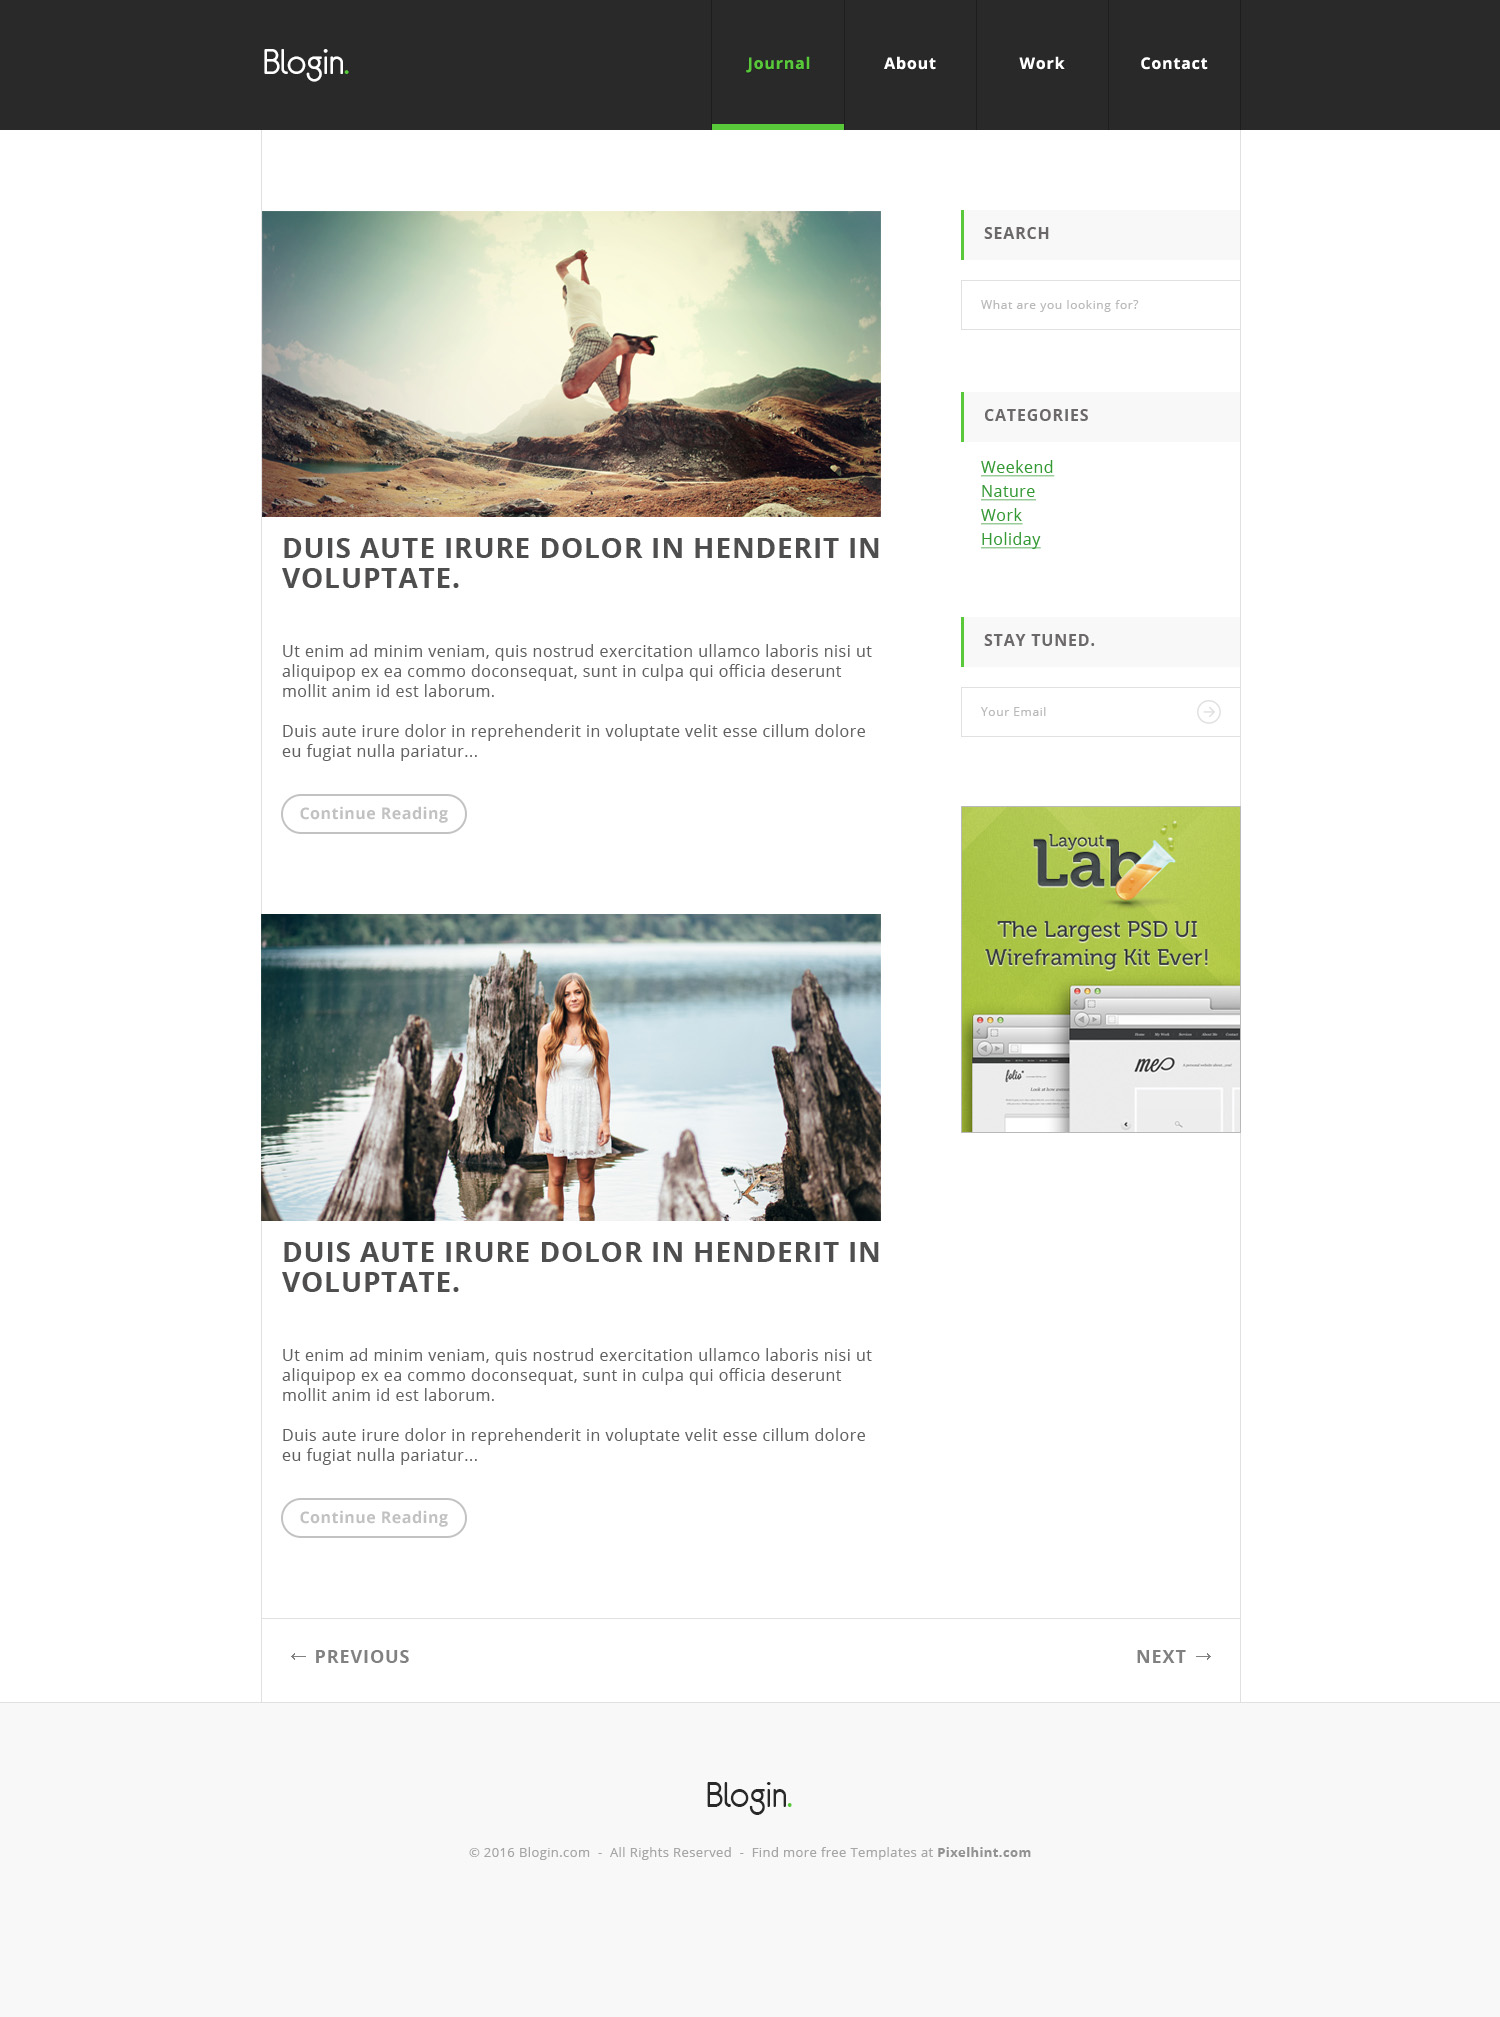 Blogin.
Journal
About
Work
Contact
DUIS AUTE IRURE DOLOR IN HENDERIT IN
VOLUPTATE.
Ut enim ad minim veniam, quis nostrud exercitation ullamco laboris nisi ut
aliquipop ex ea commo doconsequat, sunt in culpa qui officia deserunt
mollit anim id est laborum.
Duis aute irure dolor in reprehenderit in voluptate velit esse cillum dolore
eu fugiat nulla pariatur...
Continue Reading
DUIS AUTE IRURE DOLOR IN HENDERIT IN
VOLUPTATE.
Ut enim ad minim veniam, quis nostrud exercitation ullamco laboris nisi ut
aliquipop ex ea commo doconsequat, sunt in culpa qui officia deserunt
mollit anim id est laborum.
Duis aute irure dolor in reprehenderit in voluptate velit esse cillum dolore
eu fugiat nulla pariatur...
Continue Reading
SEARCH
What are you looking for?
CATEGORIES
Weekend
Nature
Work
Holiday
STAY TUNED.
Your Email
Layout
Lab
The Largest PSD UI
Wireframing Kit Ever!
Home My Work Services About Me Contact
meo
folio
← PREVIOUS
NEXT →
Blogin.
© 2016 Blogin.com - All Rights Reserved - Find more free Templates at Pixelhint.com